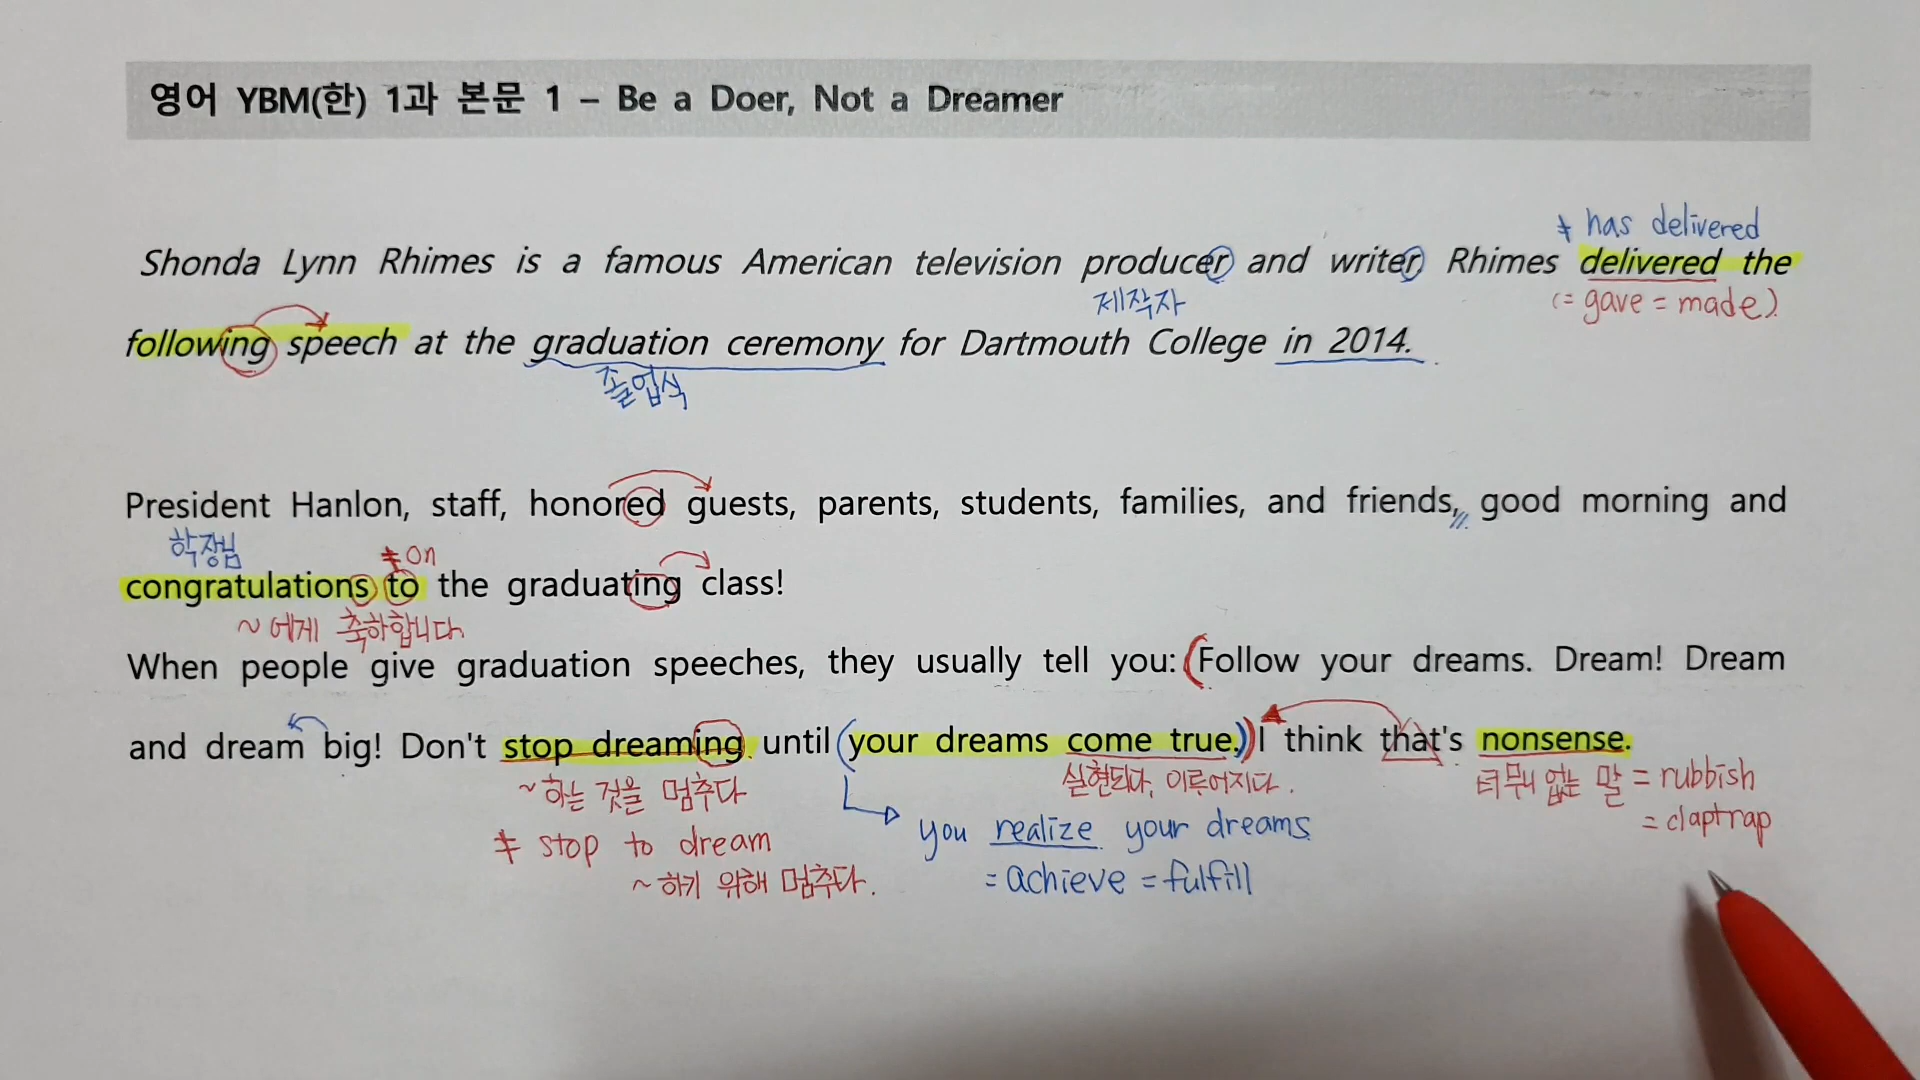 영어 YBM(한) 1과 본문 1 – Be a Doer, Not a Dreamer
≠ has delivered
Shonda Lynn Rhimes is a famous American television producer and writer. Rhimes delivered the
제작자
(= gave = made)
following speech at the graduation ceremony for Dartmouth College in 2014.
졸업식
President Hanlon, staff, honored guests, parents, students, families, and friends, good morning and
학장님
≠ on
congratulations to the graduating class!
~에게 축하합니다
When people give graduation speeches, they usually tell you: (Follow your dreams. Dream! Dream
and dream big! Don't stop dreaming until (your dreams come true.)) I think that's nonsense.
~하는 것을 멈추다
실현되다, 이루어지다.
터무니 없는 말 = rubbish
= claptrap
≠ stop to dream
~하기 위해 멈추다.
you realize your dreams
= achieve = fulfill